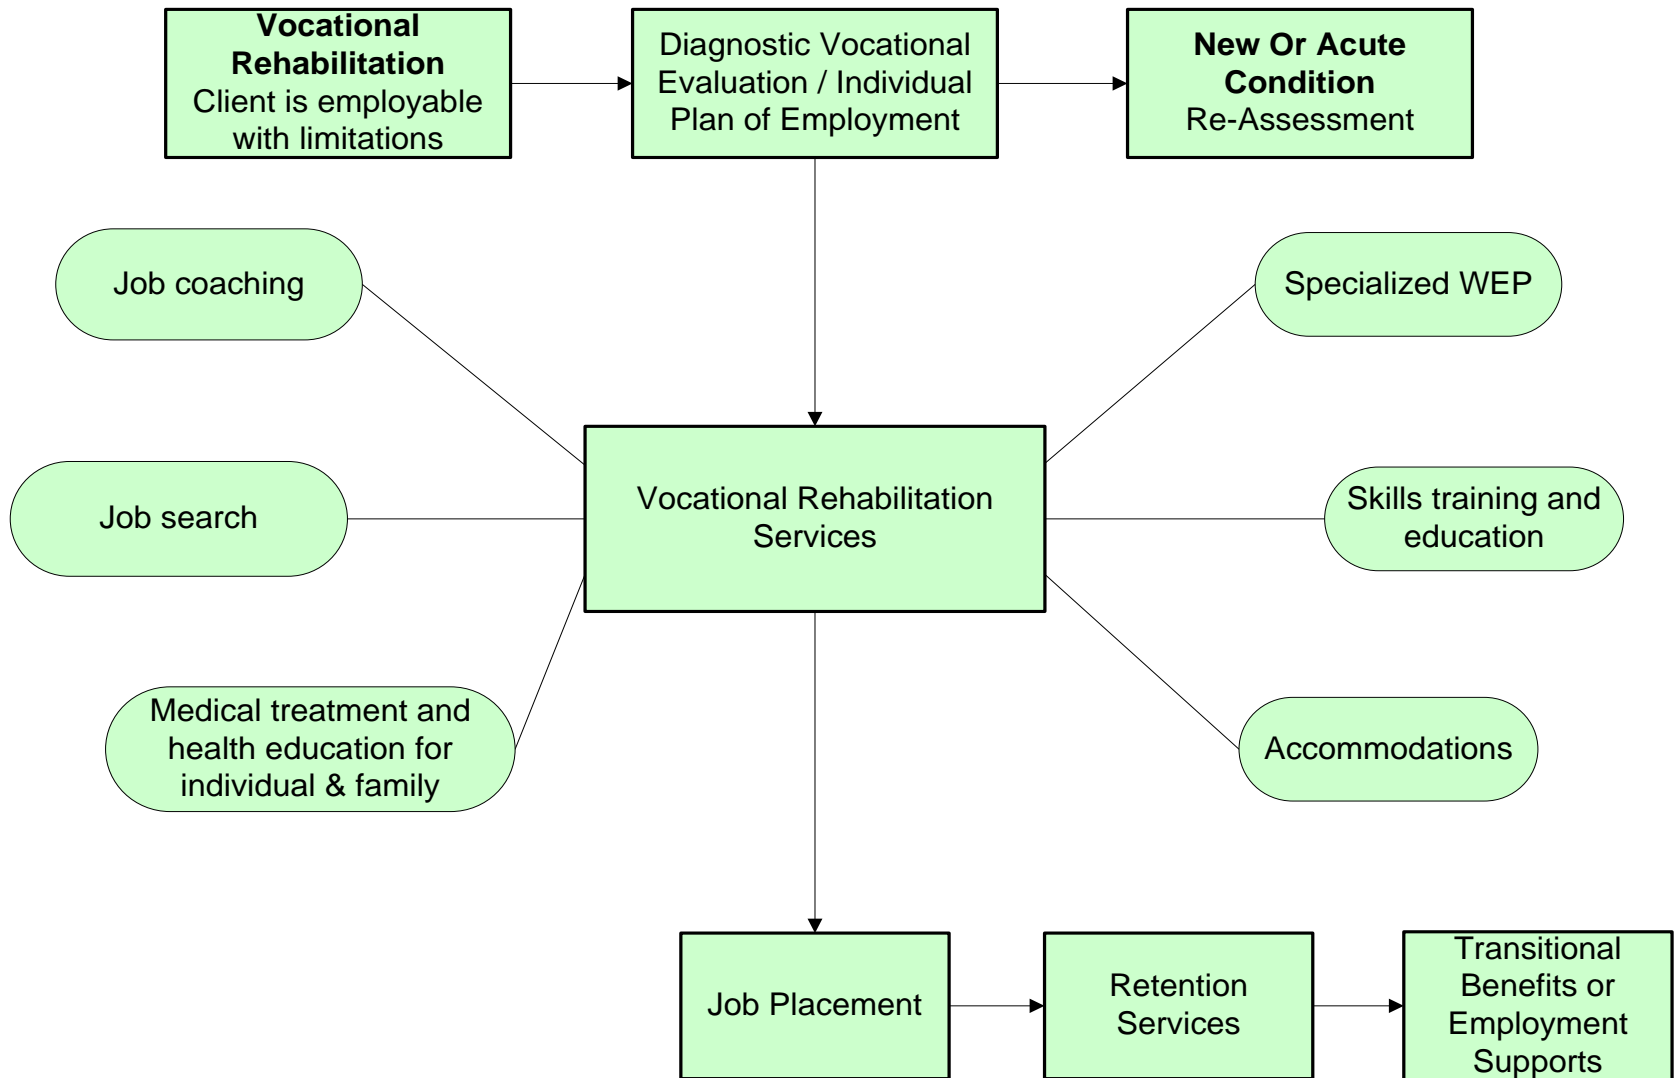 Vocational
Rehabilitation
Client is employable
with limitations
Diagnostic Vocational
Evaluation / Individual
Plan of Employment
New Or Acute
Condition
Re-Assessment
Job coaching
Specialized WEP
Job search
Vocational Rehabilitation
Services
Skills training and
education
Medical treatment and
health education for
individual & family
Accommodations
Job Placement
Retention
Services
Transitional
Benefits or
Employment
Supports